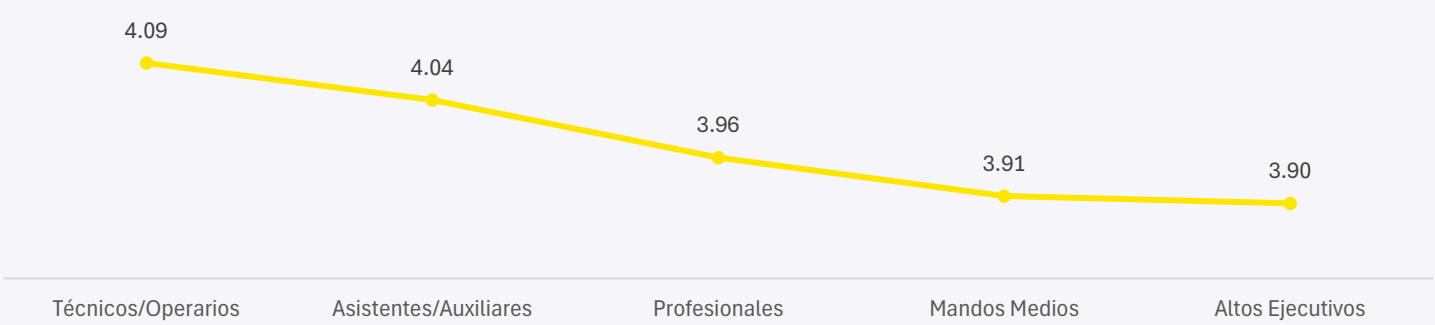 4.09
4.04
3.96
3.91
3.90
Técnicos/Operarios
Asistentes/Auxiliares
Profesionales
Mandos Medios
Altos Ejecutivos